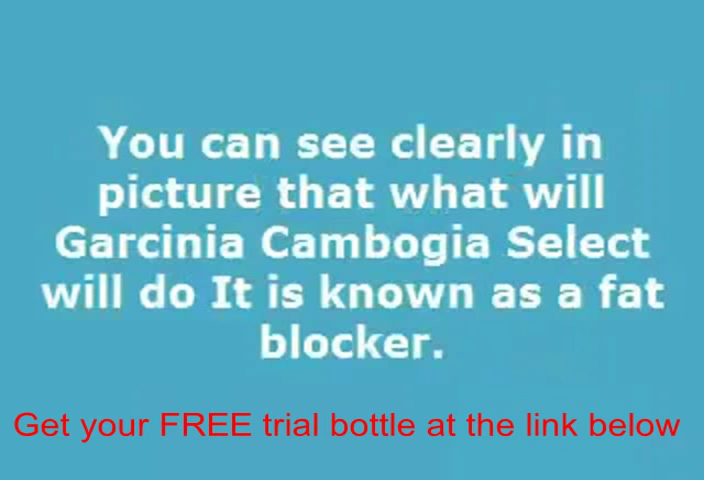 You can see clearly in
picture that what will
Garcinia Cambogia Select
will do It is known as a fat
blocker.
Get your FREE trial bottle at the link below